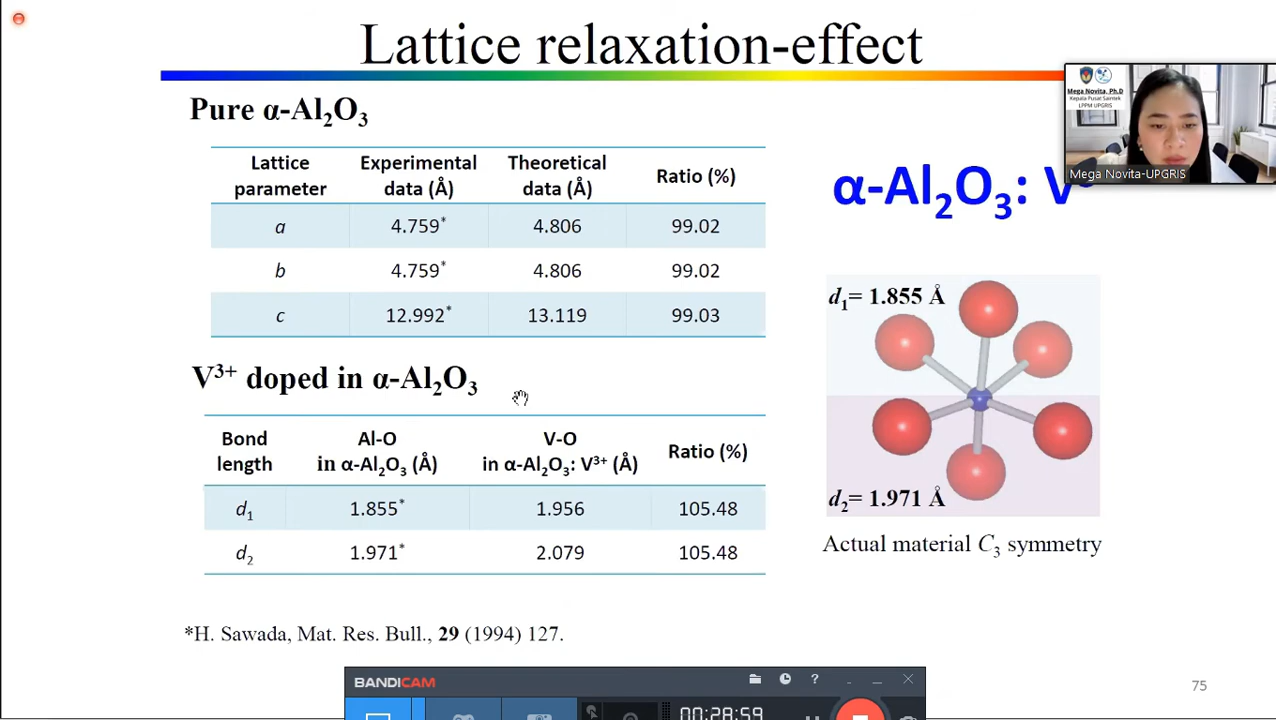 Lattice relaxation-effect
Mega Novita, Ph.D
Kepala Pusat Saintek
LPPM UPGRIS
Mega Novita-UPGRIS
Pure α-Al₂O₃
Lattice parameter Experimental data (Å) Theoretical data (Å) Ratio (%)
a 4.759* 4.806 99.02
b 4.759* 4.806 99.02
c 12.992* 13.119 99.03
α-Al₂O₃: V
V³⁺ doped in α-Al₂O₃
Bond length Al-O in α-Al₂O₃ (Å) V-O in α-Al₂O₃: V³⁺ (Å) Ratio (%)
d₁ 1.855* 1.956 105.48
d₂ 1.971* 2.079 105.48
d₁= 1.855 Å
d₂= 1.971 Å
Actual material C₃ symmetry
*H. Sawada, Mat. Res. Bull., 29 (1994) 127.
BANDICAM
00:28:59
75